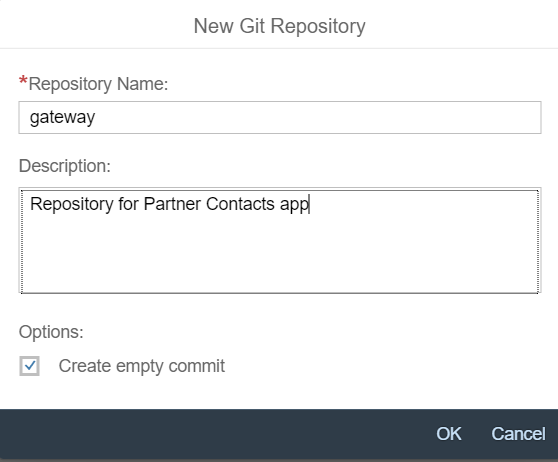 New Git Repository
*Repository Name:
gateway
Description:
Repository for Partner Contacts app
Options:
Create empty commit
OK Cancel